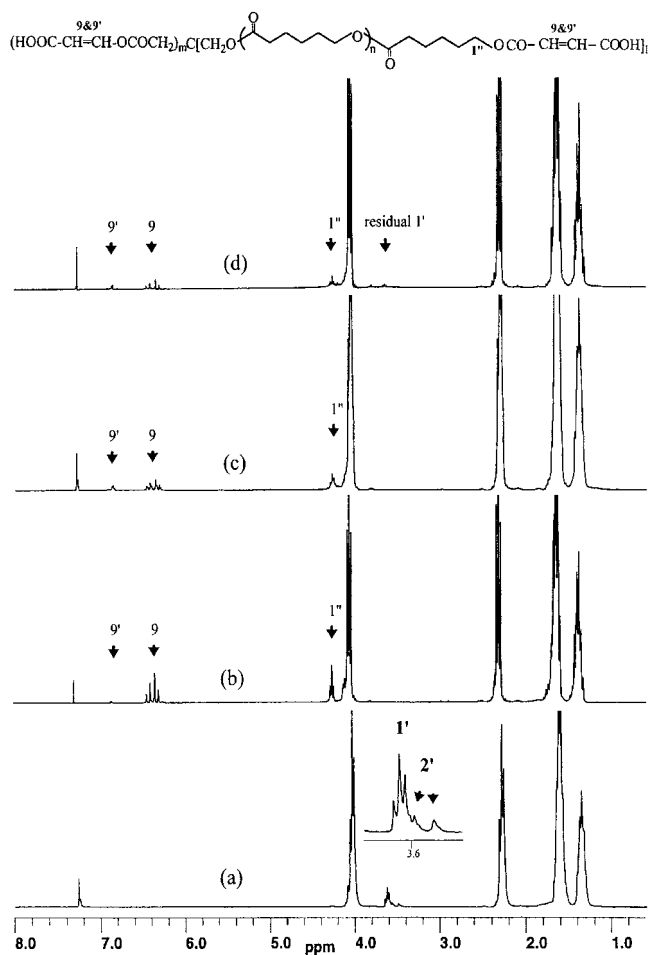 9&9' 9&9'
(HOOC-CH=CH-OCOCH₂)mC[CH₂O ( O O )n O 1'' OCO- CH=CH- COOH]
9' 9 1'' residual 1'
(d)
1''
9' 9
(c)
1''
9' 9
(b)
1'
2'
3.6
(a)
8.0 7.0 6.0 5.0 ppm 4.0 3.0 2.0 1.0